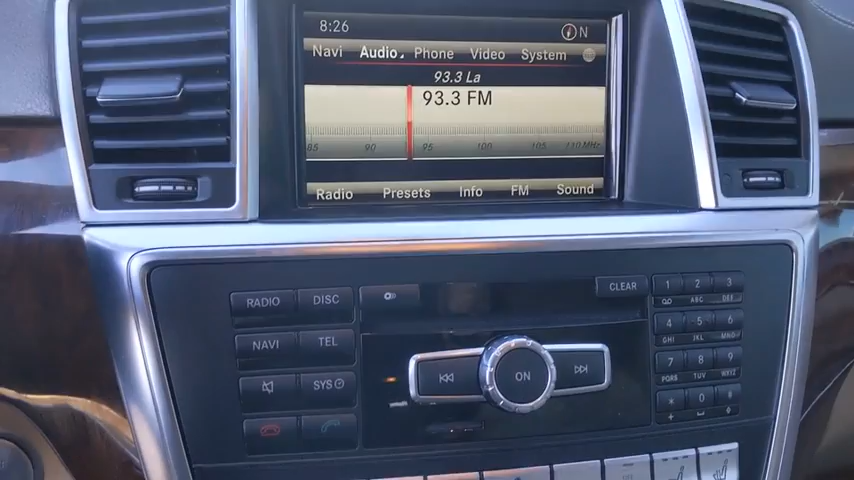 8:26 N
Navi Audio Phone Video System
93.3 La
93.3 FM
85 90 95 100 105 110 MHz
Radio Presets Info FM Sound
RADIO DISC CLEAR 1 2 3
ABC DEF
NAVI TEL 4 5 6
GHI JKL MNO
SYS ON 7 8 9
PQRS TUV WXYZ
* 0 #
+